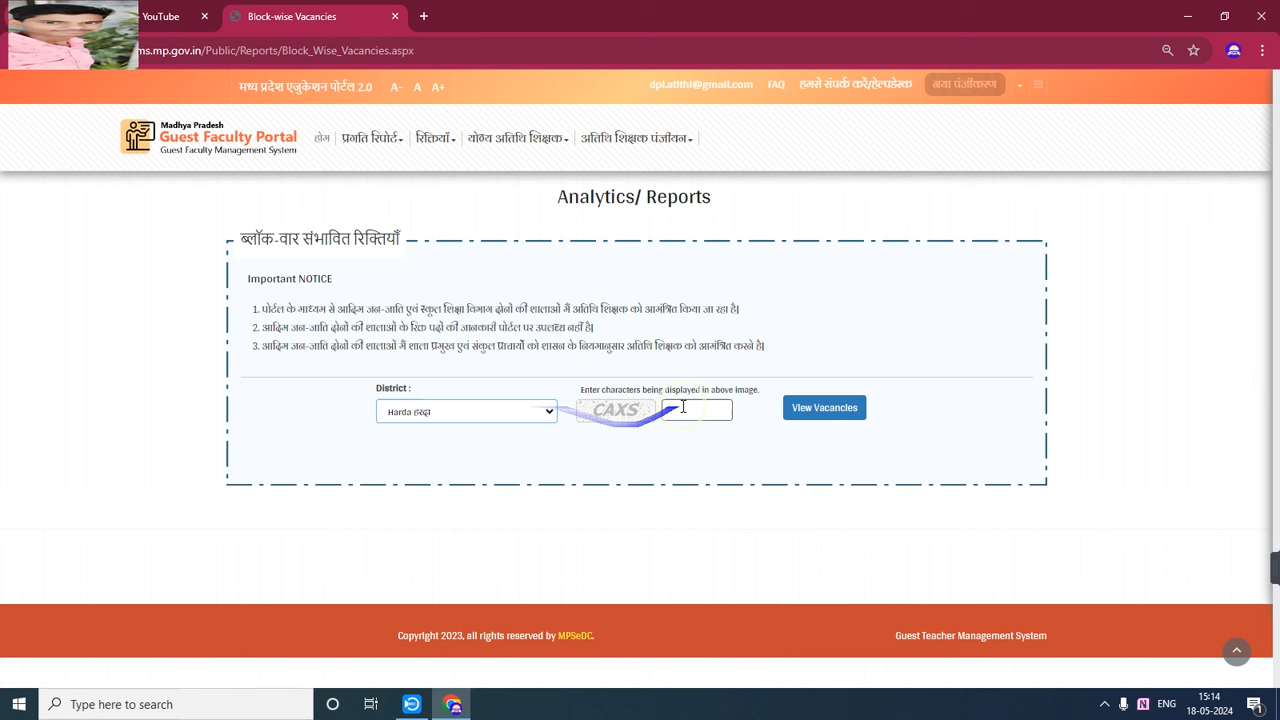 YouTube
Block-wise Vacancies
ms.mp.gov.in/Public/Reports/Block_Wise_Vacancies.aspx
मध्य प्रदेश एजुकेशन पोर्टल 2.0 A- A A+ dpi.atithi@gmail.com FAQ हमसे संपर्क करें/हेल्पडेस्क नया पंजीकरण
Madhya Pradesh
Guest Faculty Portal
Guest Faculty Management System
होम प्रगति रिपोर्ट रिक्तियाँ योग्य अतिथि शिक्षक अतिथि शिक्षक पंजीयन
Analytics/ Reports
ब्लॉक-वार संभावित रिक्तियाँ
Important NOTICE
1. पोर्टल के माध्यम से आदिम जन-जाति एवं स्कूल शिक्षा विभाग दोनों की शालाओं में अतिथि शिक्षक को आमंत्रित किया जा रहा है|
2. आदिम जन-जाति दोनों की शालाओं के रिक्त पदों की जानकारी पोर्टल पर उपलब्ध नहीं है|
3. आदिम जन-जाति दोनों की शालाओं में शाला प्रमुख एवं संकुल प्राचार्यो को शासन के नियमानुसार अतिथि शिक्षक को आमंत्रित करने है|
District :
Enter characters being displayed in above image.
Harda हरदा
CAXS
View Vacancies
Copyright 2023, all rights reserved by MPSeDC.
Guest Teacher Management System
Type here to search
ENG
15:14
18-05-2024